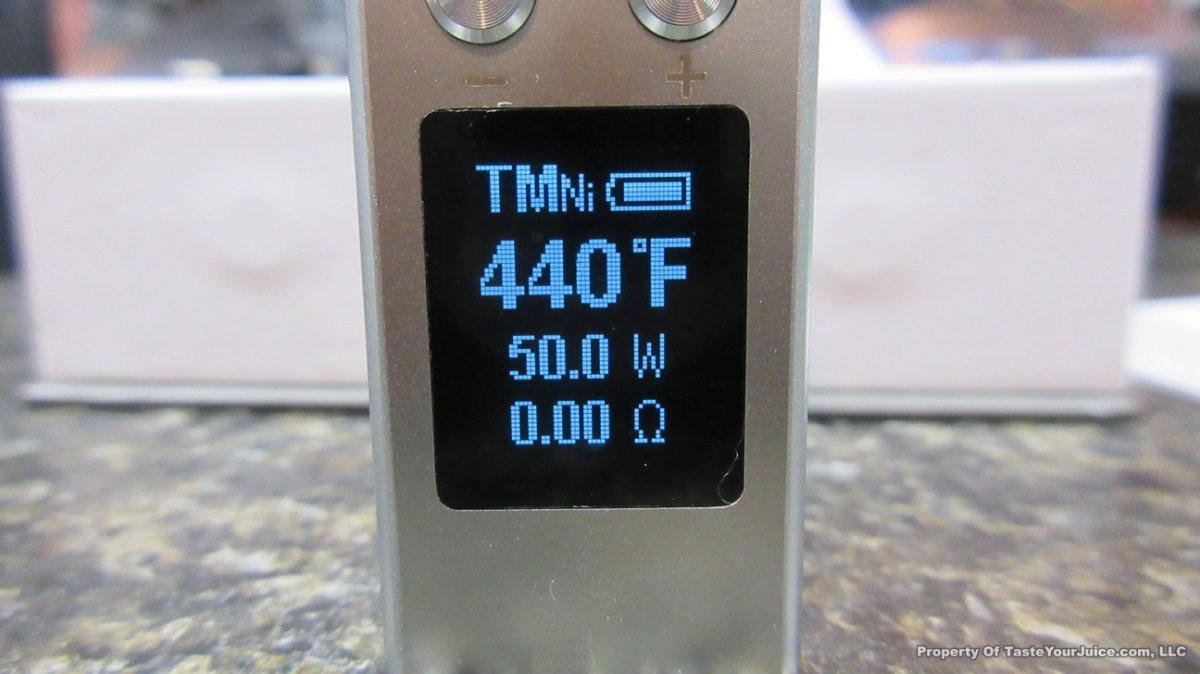 - +
TMNi
440°F
50.0 W
0.00 Ω
Property Of TasteYourJuice.com, LLC